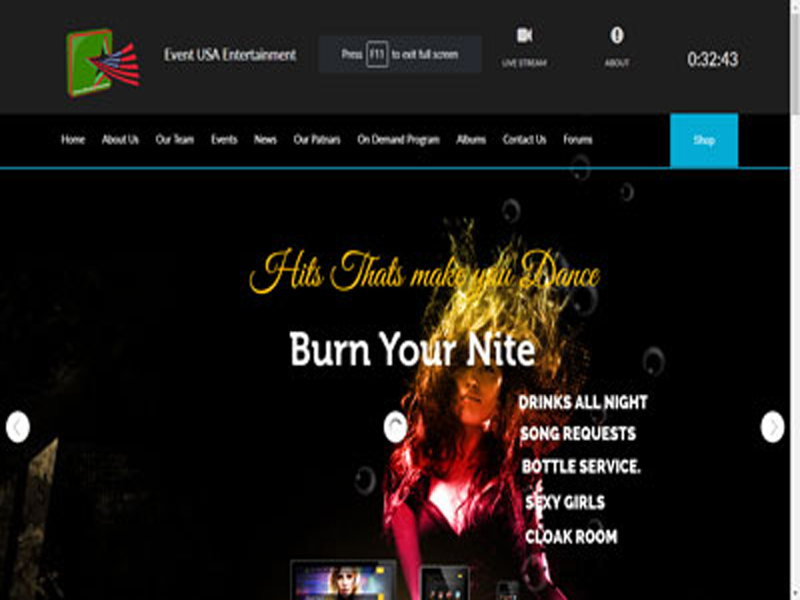 Event USA Entertainment
Press F11 to exit full screen
LIVE STREAM
ABOUT
0:32:43
Home About Us Our Team Events News Our Patnars On Demand Program Albums Contact Us Forums Shop
Hits Thats make you Dance
Burn Your Nite
DRINKS ALL NIGHT
SONG REQUESTS
BOTTLE SERVICE.
SEXY GIRLS
CLOAK ROOM